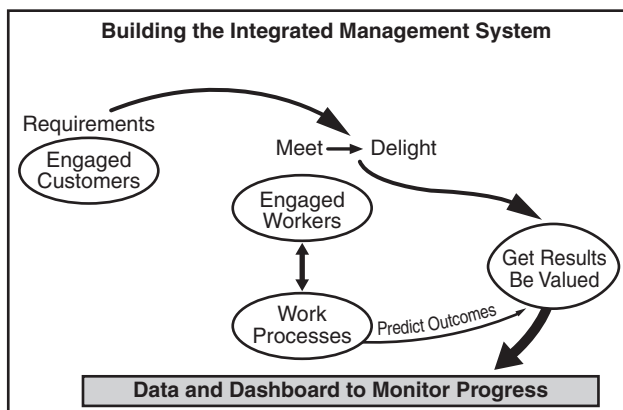 Building the Integrated Management System
Requirements
Engaged
Customers
Meet
Delight
Engaged
Workers
Get Results
Be Valued
Work
Processes
Predict Outcomes
Data and Dashboard to Monitor Progress